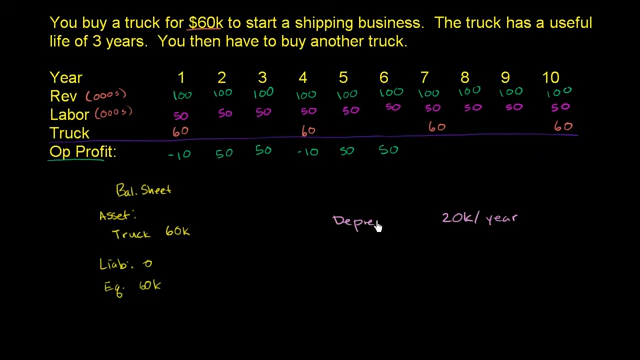 You buy a truck for $60k to start a shipping business. The truck has a useful
life of 3 years. You then have to buy another truck.
Year 1 2 3 4 5 6 7 8 9 10
Rev (000s) 100 100 100 100 100 100 100 100 100 100
Labor (000s) 50 50 50 50 50 50 50 50 50 50
Truck 60 60 60 60
Op Profit: -10 50 50 -10 50 50
Bal. Sheet
Asset:
Truck 60k
Depre 20k/year
Liab: 0
Eq. 60k